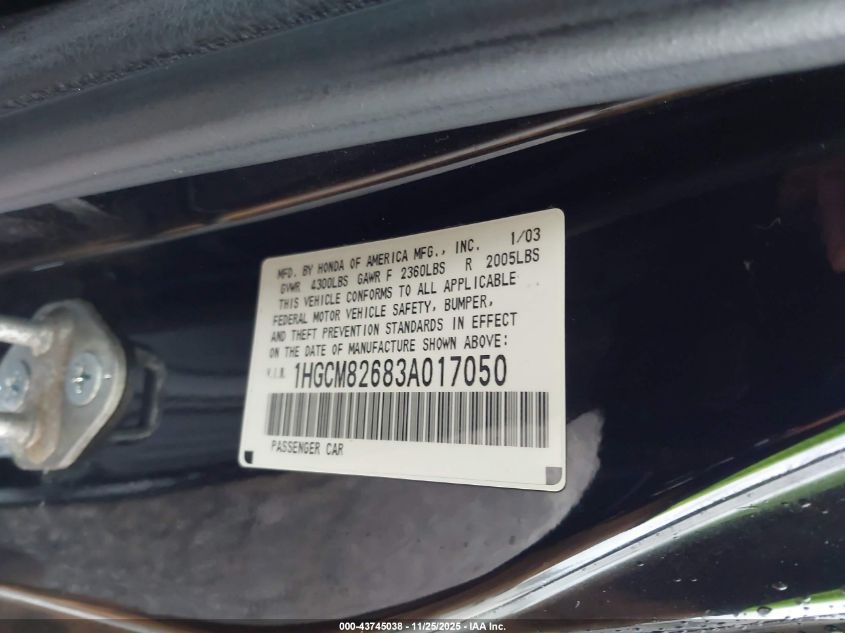 MFD. BY HONDA OF AMERICA MFG., INC. 1/03
GVWR 4300LBS GAWR F 2360LBS R 2005LBS
THIS VEHICLE CONFORMS TO ALL APPLICABLE
FEDERAL MOTOR VEHICLE SAFETY, BUMPER,
AND THEFT PREVENTION STANDARDS IN EFFECT
ON THE DATE OF MANUFACTURE SHOWN ABOVE:
V.I.N. 1HGCM82683A017050
PASSENGER CAR
000-43745038 - 11/25/2025 - IAA Inc.